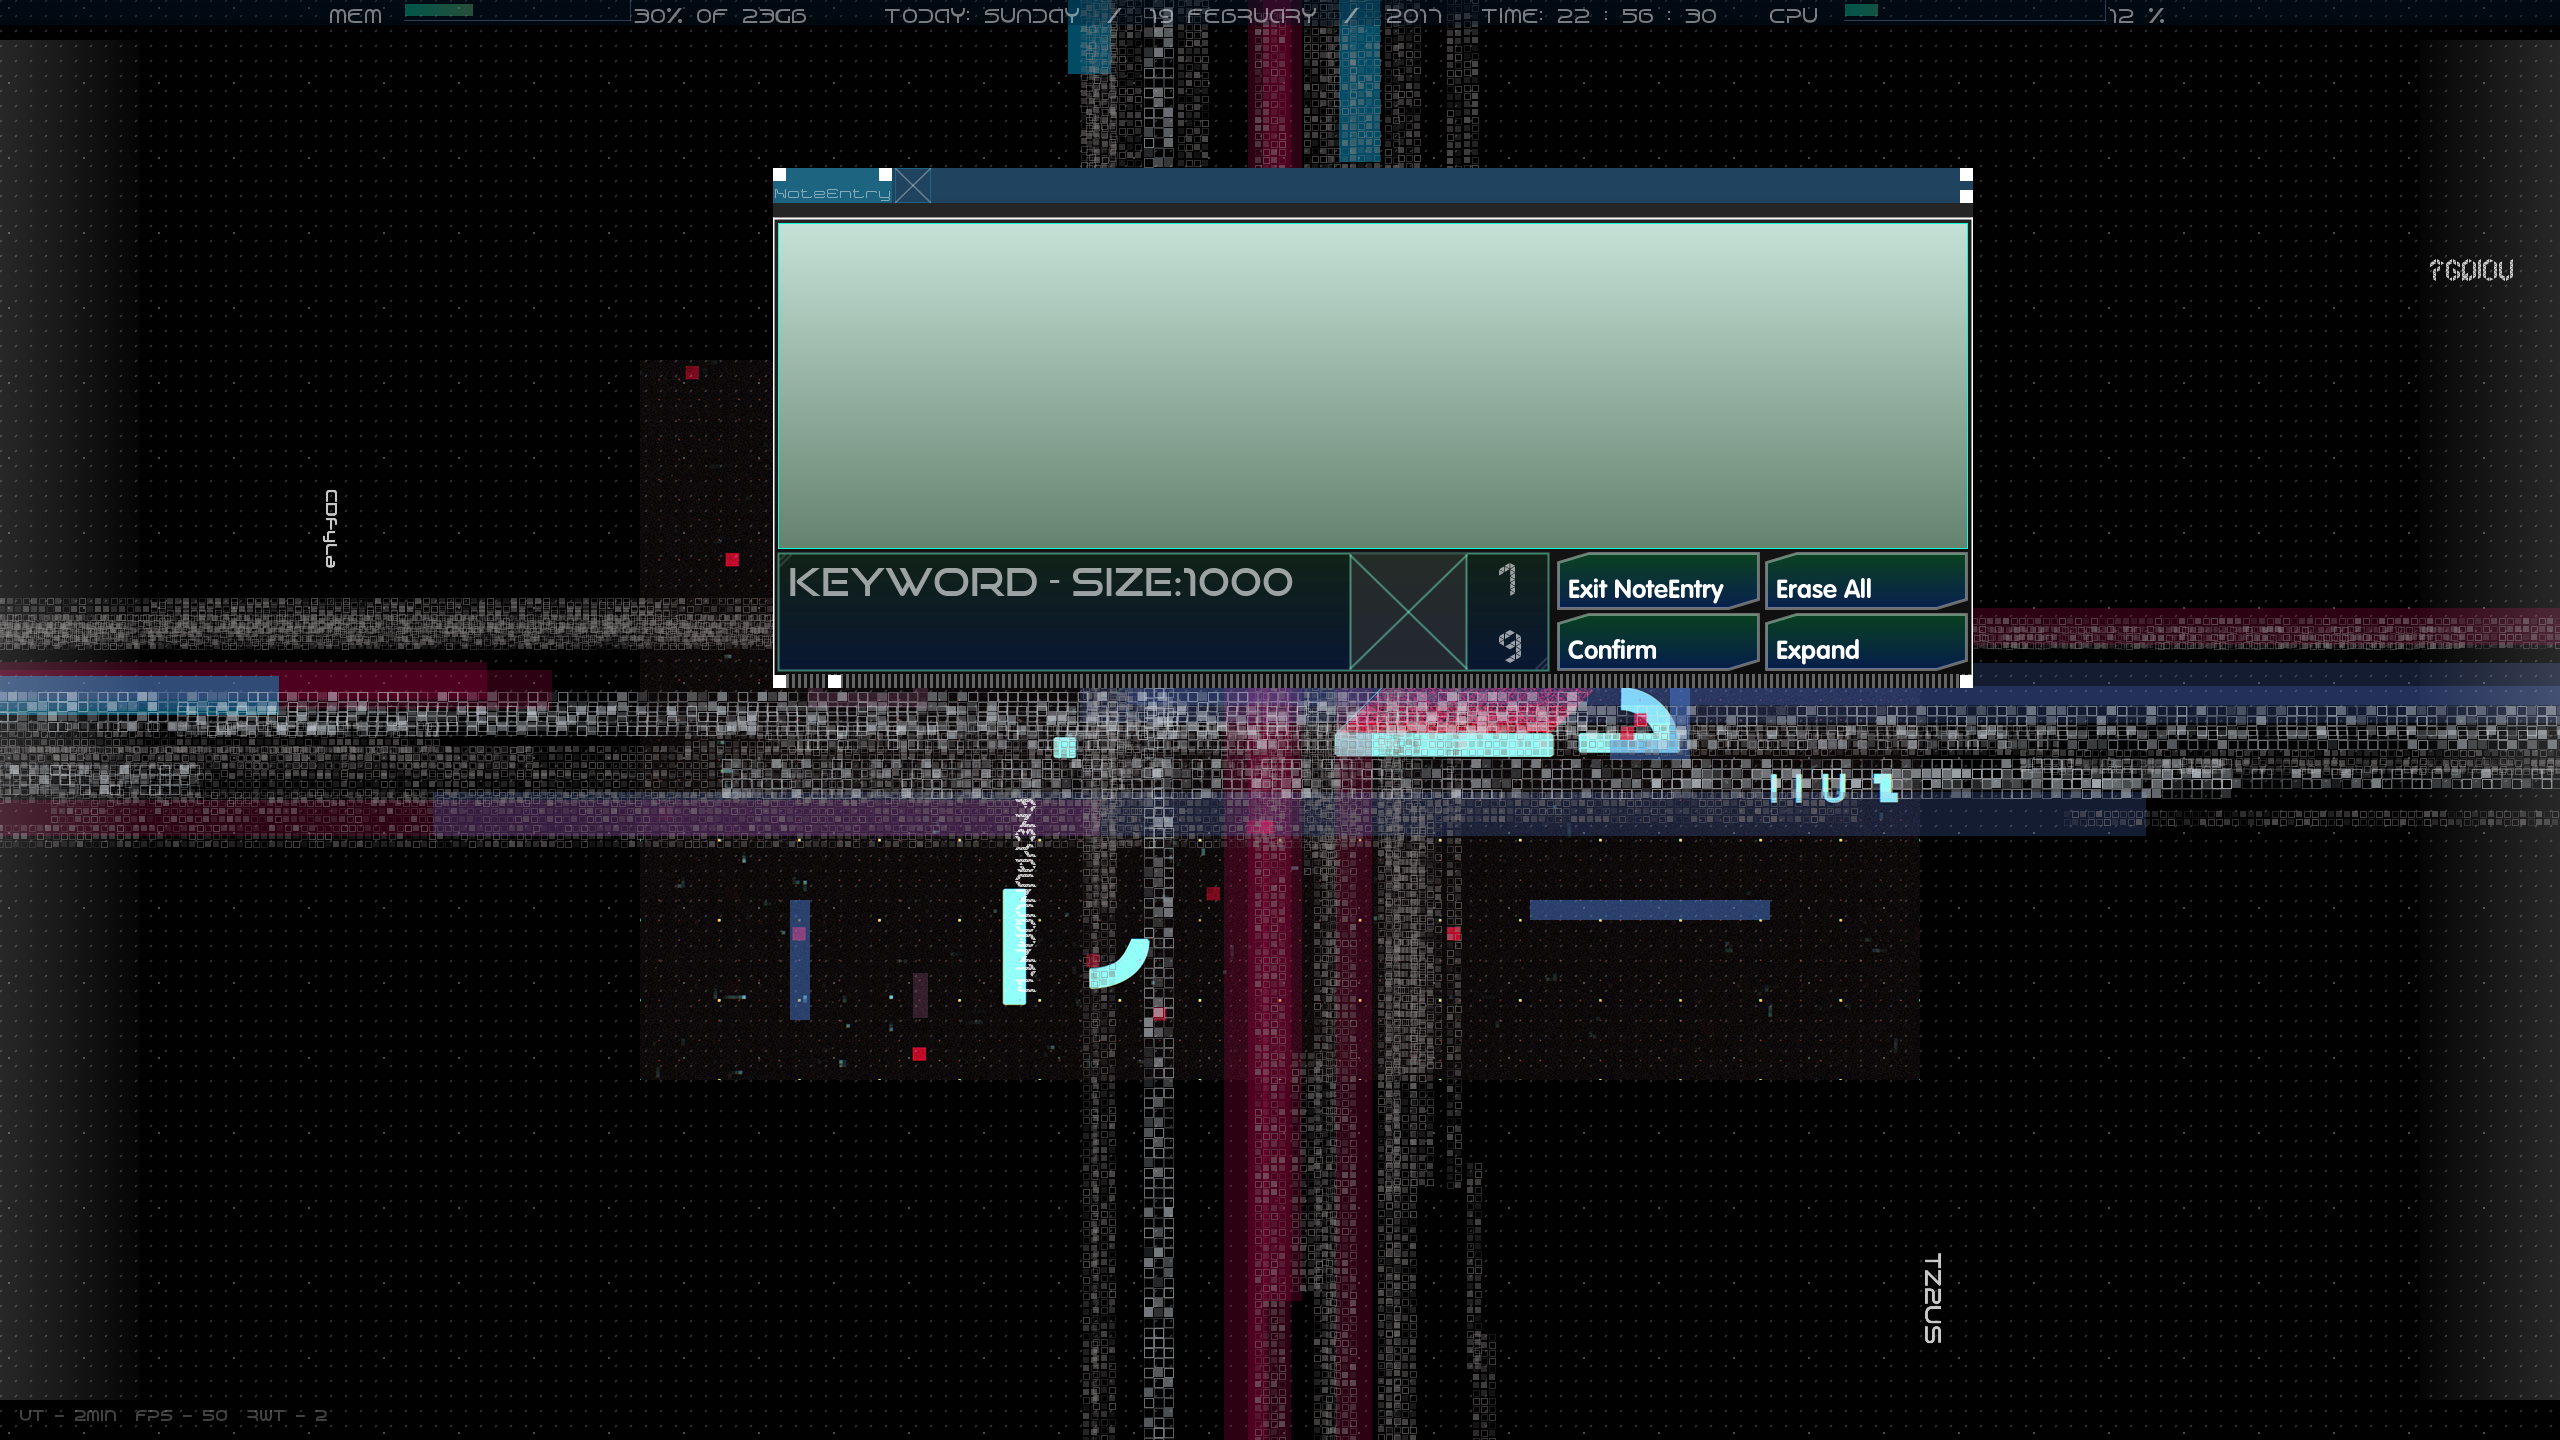 MEM 30% OF 23GB TODAY: SUNDAY / 19 FEBRUARY / 2017 TIME: 22 : 56 : 30 CPU 12 %
NoteEntry
KEYWORD - SIZE:1000
1
9
Exit NoteEntry
Erase All
Confirm
Expand
TZ2US
UT - 2MIN FPS - 50 RWT - 2